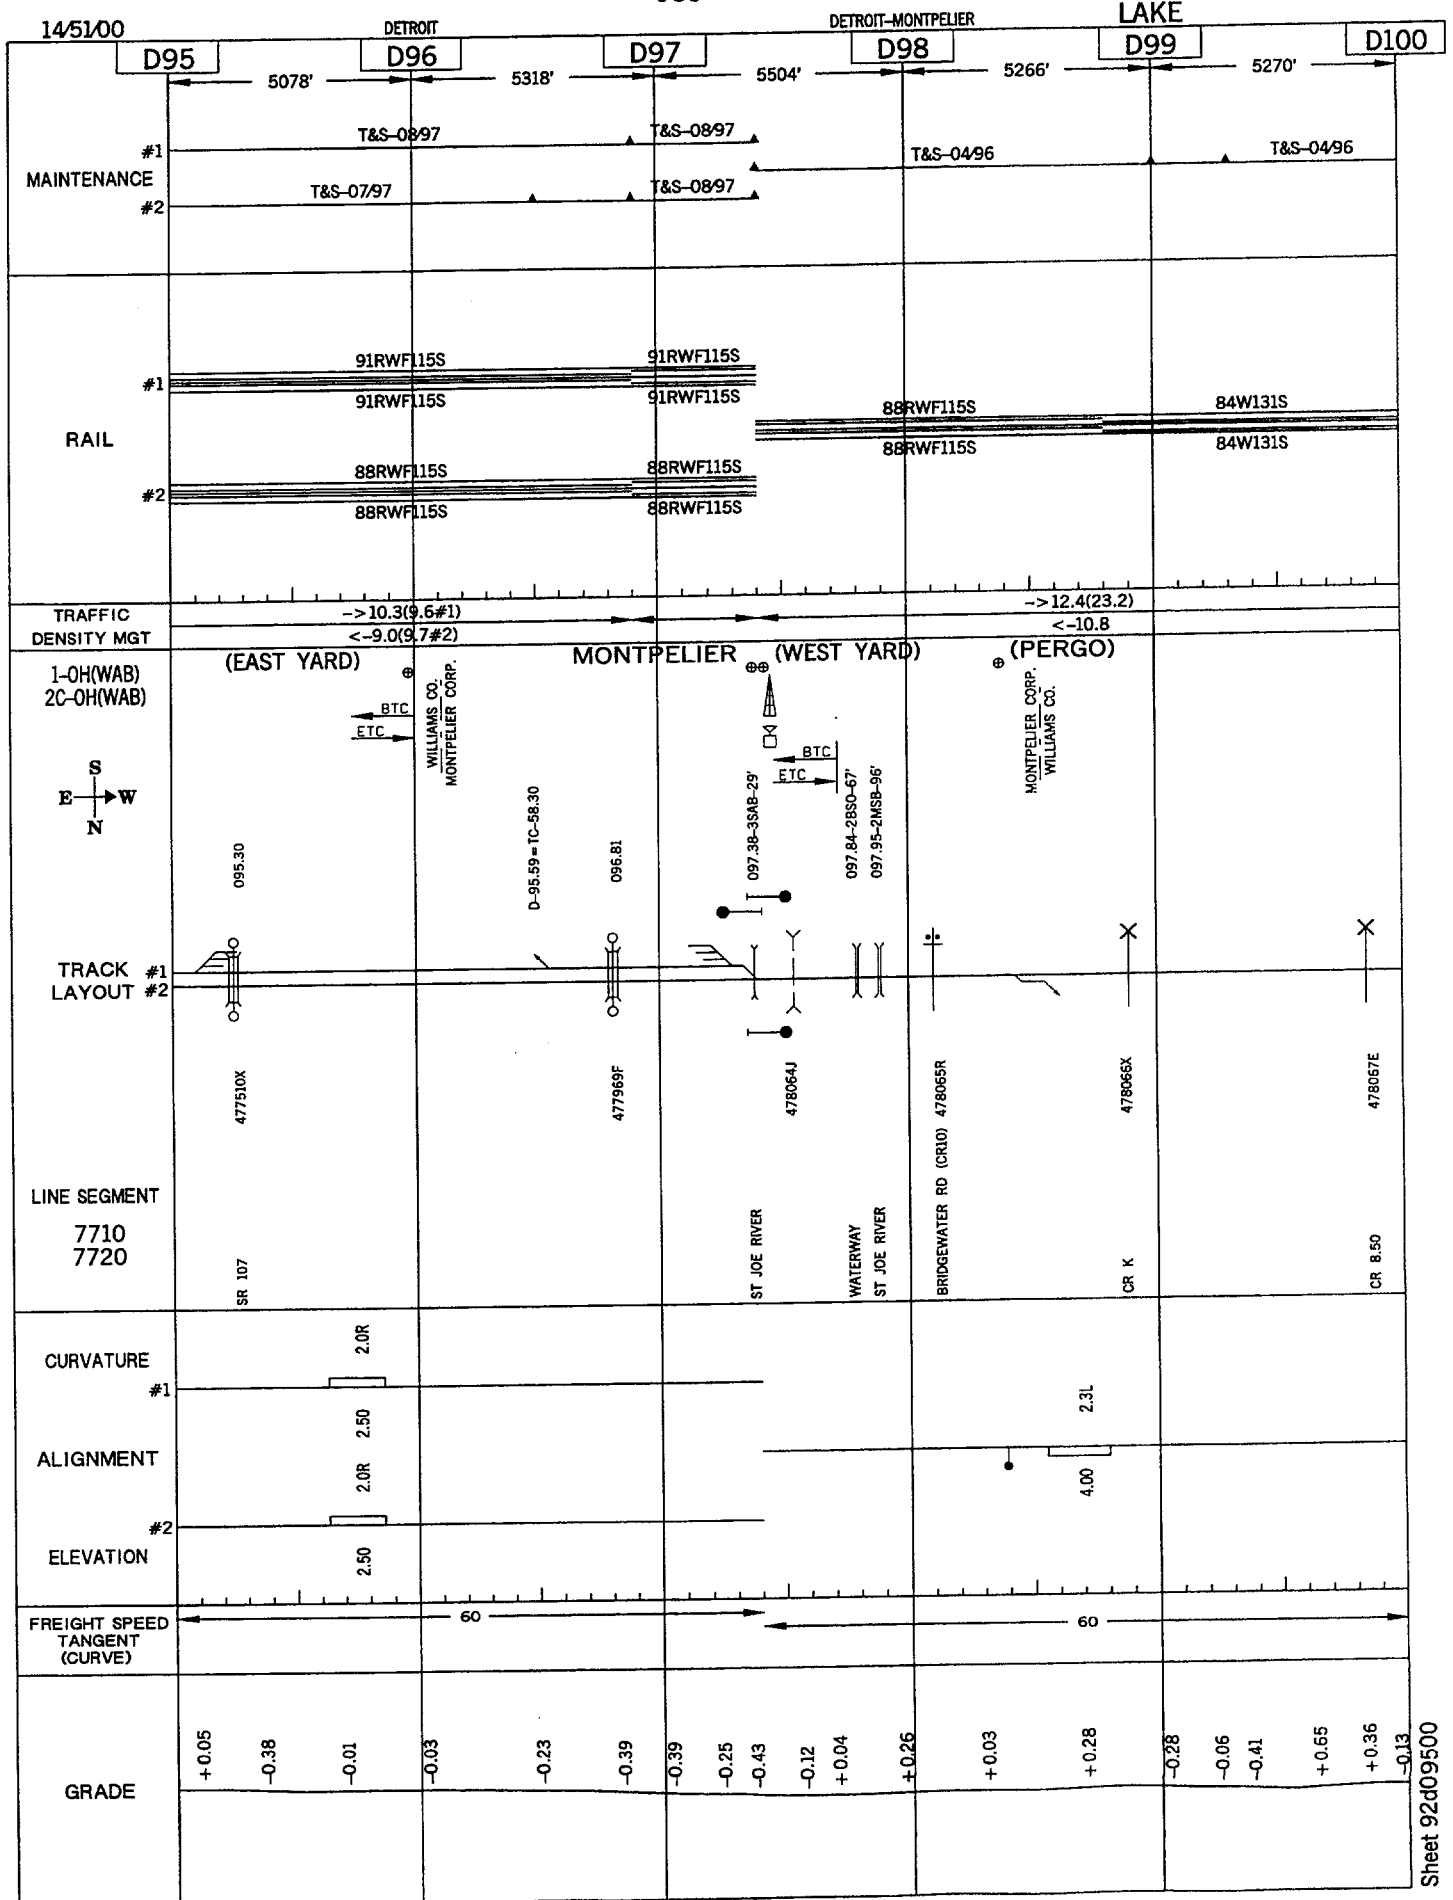 14/51/00
DETROIT
DETROIT-MONTPELIER
LAKE
D95
D96
D97
D98
D99
D100
5078'
5318'
5504'
5266'
5270'
MAINTENANCE
#1
T&S-08/97
T&S-08/97
T&S-04/96
T&S-04/96
#2
T&S-07/97
T&S-08/97
RAIL
#1
91RWF115S
91RWF115S
91RWF115S
91RWF115S
88RWF115S
84W131S
88RWF115S
84W131S
#2
88RWF115S
88RWF115S
88RWF115S
88RWF115S
TRAFFIC
DENSITY MGT
->10.3(9.6#1)
<-9.0(9.7#2)
->12.4(23.2)
<-10.8
1-OH(WAB)
2C-OH(WAB)
(EAST YARD)
MONTPELIER
(WEST YARD)
(PERGO)
BTC
ETC
WILLIAMS CO.
MONTPELIER CORP.
BTC
ETC
MONTPELIER CORP.
WILLIAMS CO.
S
E W
N
095.30
D-95.59=TC-58.30
096.81
097.38-3SAB-29'
097.84-2BSO-67'
097.95-2MSB-96'
TRACK #1
LAYOUT #2
477510X
477969F
478064J
478065R
478066X
478067E
LINE SEGMENT
7710
7720
SR 107
ST JOE RIVER
WATERWAY
ST JOE RIVER
BRIDGEWATER RD (CR10)
CR K
CR 8.50
CURVATURE
#1
2.0R
2.50
2.3L
4.00
ALIGNMENT
#2
2.0R
2.50
ELEVATION
FREIGHT SPEED
TANGENT
(CURVE)
60
60
GRADE
+0.05
-0.38
-0.01
-0.03
-0.23
-0.39
-0.39
-0.25
-0.43
-0.12
+0.04
+0.26
+0.03
+0.28
-0.28
-0.06
-0.41
+0.65
+0.36
-0.13
Sheet 92d09500